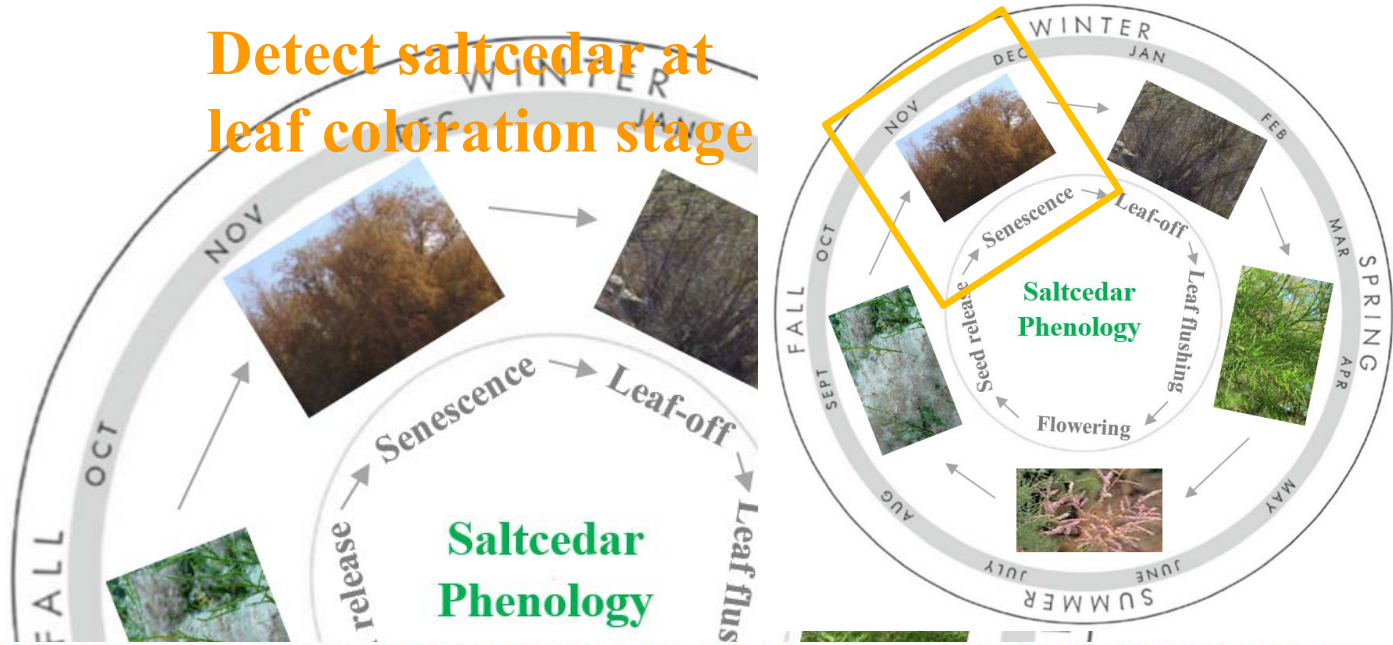 Detect saltcedar at
leaf coloration stage
WINTER
DEC
JAN
NOV
OCT
FALL
Senescence
Leaf-off
Leaf flus
release
Saltcedar
Phenology
WINTER
DEC
JAN
NOV
FEB
OCT
MAR
FALL
SPRING
SEPT
APR
AUG
MAY
JULY
JUNE
SUMMER
Senescence
Leaf-off
Leaf flushing
Flowering
Seed release
Saltcedar
Phenology